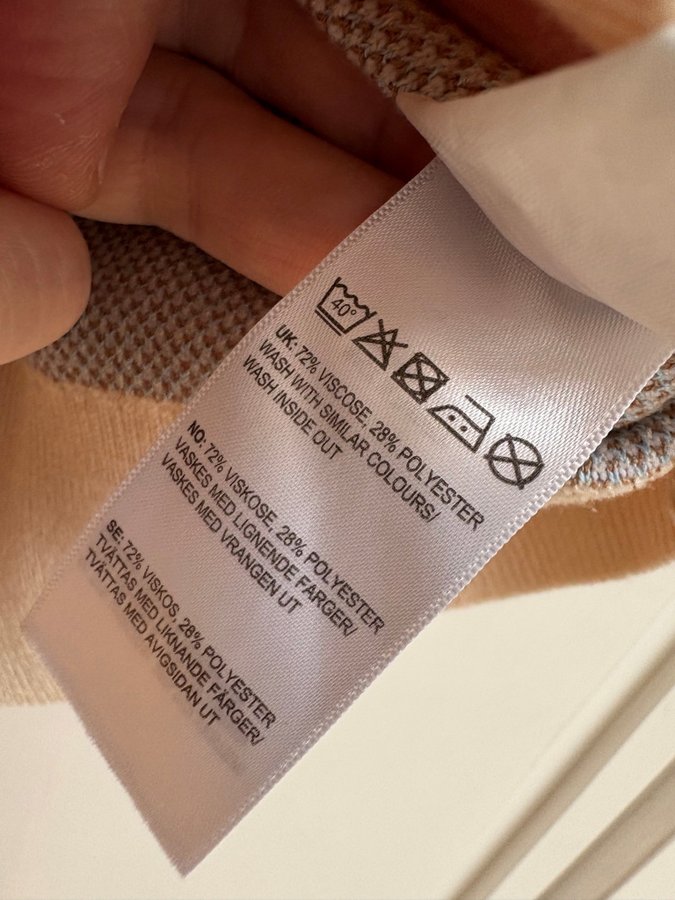 40°
UK: 72% VISCOSE, 28% POLYESTER
WASH WITH SIMILAR COLOURS/
WASH INSIDE OUT
NO: 72% VISKOSE, 28% POLYESTER
VASKES MED LIGNENDE FARGER/
VASKES MED VRANGEN UT
SE: 72% VISKOS, 28% POLYESTER
TVÄTTAS MED LIKNANDE FÄRGER/
TVÄTTAS MED AVIGSIDAN UT